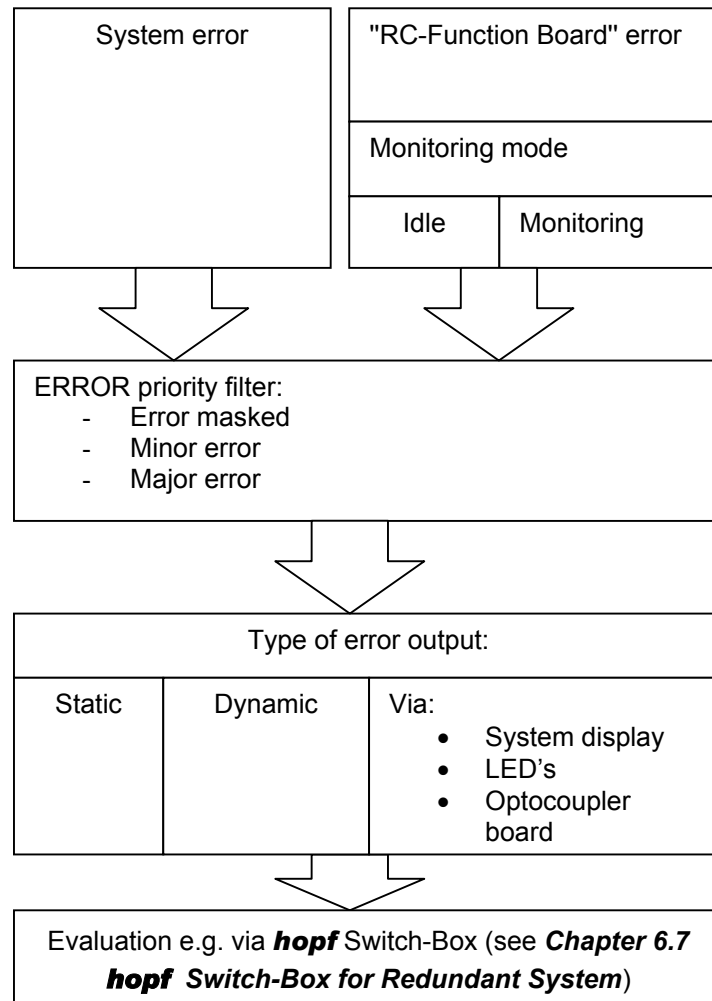 System error
"RC-Function Board" error
Monitoring mode
Idle
Monitoring
ERROR priority filter:
- Error masked
- Minor error
- Major error
Type of error output:
Static
Dynamic
Via:
• System display
• LED's
• Optocoupler
board
Evaluation e.g. via hopf Switch-Box (see Chapter 6.7
hopf Switch-Box for Redundant System)